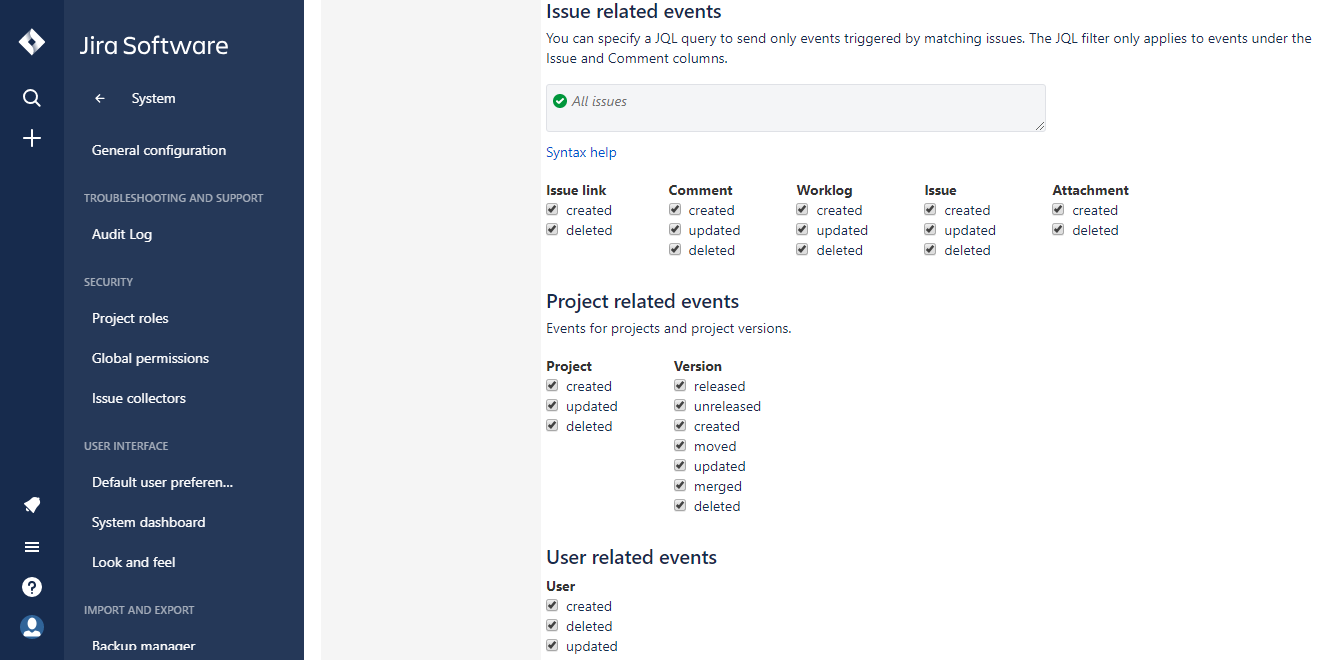 Jira Software
System
General configuration
TROUBLESHOOTING AND SUPPORT
Audit Log
SECURITY
Project roles
Global permissions
Issue collectors
USER INTERFACE
Default user preferen...
System dashboard
Look and feel
IMPORT AND EXPORT
Backup manager
Issue related events
You can specify a JQL query to send only events triggered by matching issues. The JQL filter only applies to events under the
Issue and Comment columns.
All issues
Syntax help
Issue link Comment Worklog Issue Attachment
created created created created created
deleted updated updated updated deleted
deleted deleted deleted
Project related events
Events for projects and project versions.
Project Version
created released
updated unreleased
deleted created
moved
updated
merged
deleted
User related events
User
created
deleted
updated